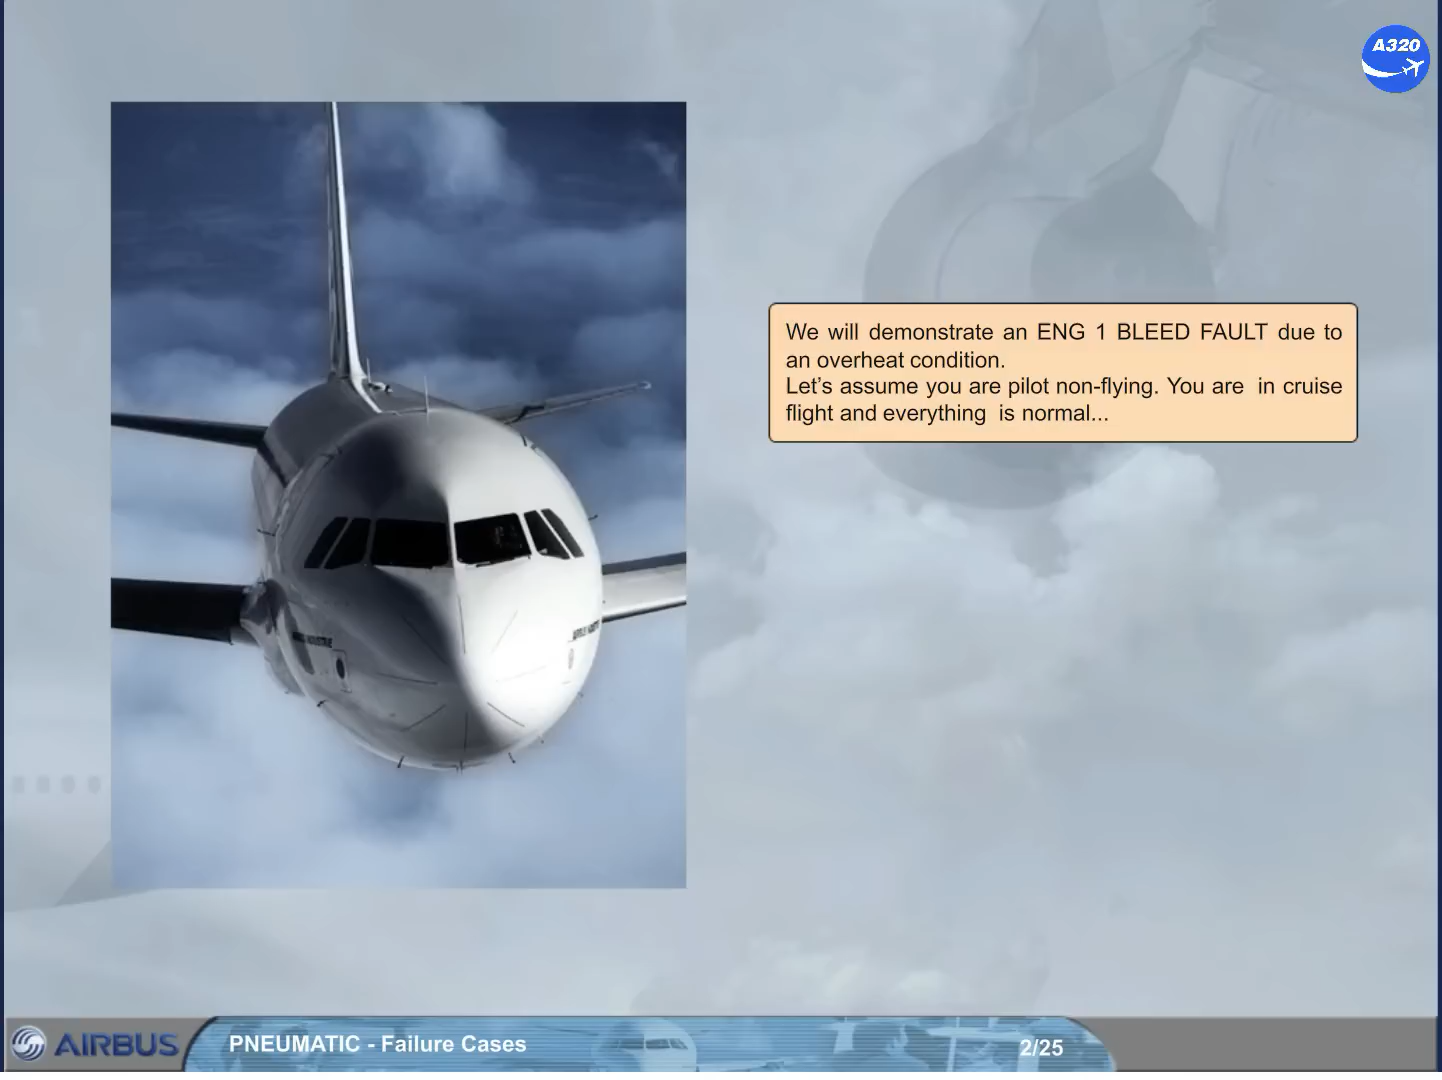 A320
We will demonstrate an ENG 1 BLEED FAULT due to
an overheat condition.
Let's assume you are pilot non-flying. You are in cruise
flight and everything is normal...
AIRBUS
PNEUMATIC - Failure Cases
2/25